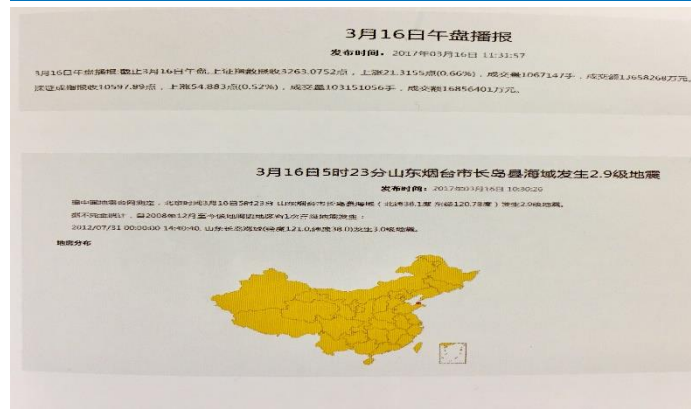 3月16日午盘播报
发布时间: 2017年03月16日 11:31:57
3月16日午盘播报 截止3月16日午盘,上证指数报收3263.0752点,上涨21.3155点(0.66%),成交量106714手,成交额13658268万元。
深证成指报收10597.89点,上涨54.883点(0.52%),成交量103151056手,成交额16856401万元。
3月16日5时23分山东烟台市长岛县海域发生2.9级地震
发布时间: 2017年03月16日 10:30:20
据中国地震台网测定,北京时间3月16日5时23分 山东烟台市长岛县海域(北纬38.1度 东经120.78度)发生2.9级地震。
据不完全统计,自2008年12月至今该地周边地区有1次在当地震发生:
2012/07/31 00:00:00 14:40:40, 山东长岛海域(经度121.0,纬度38.0)发生3.0级地震。
地震分布